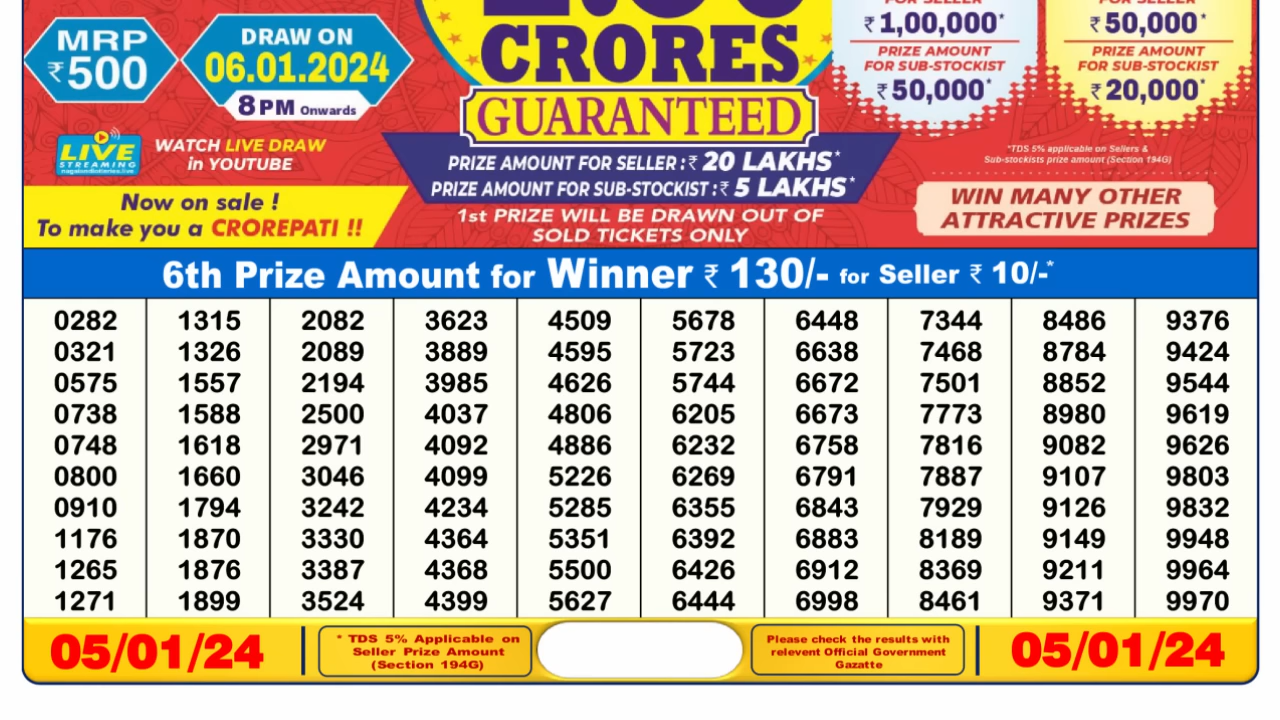 MRP
₹500
DRAW ON
06.01.2024
8PM Onwards
LIVE
STREAMING
nagalandlotteries.live
WATCH LIVE DRAW
in YOUTUBE
Now on sale !
To make you a CROREPATI !!
CRORES
GUARANTEED
PRIZE AMOUNT FOR SELLER :₹ 20 LAKHS*
PRIZE AMOUNT FOR SUB-STOCKIST :₹ 5 LAKHS*
1st PRIZE WILL BE DRAWN OUT OF
SOLD TICKETS ONLY
₹ 1,00,000*
PRIZE AMOUNT
FOR SUB-STOCKIST
₹ 50,000*
₹ 50,000*
PRIZE AMOUNT
FOR SUB-STOCKIST
₹ 20,000*
*TDS 5% applicable on Sellers &
Sub-stockists prize amount (Section 194G)
WIN MANY OTHER
ATTRACTIVE PRIZES
6th Prize Amount for Winner ₹ 130/- for Seller ₹ 10/-*
0282 1315 2082 3623 4509 5678 6448 7344 8486 9376
0321 1326 2089 3889 4595 5723 6638 7468 8784 9424
0575 1557 2194 3985 4626 5744 6672 7501 8852 9544
0738 1588 2500 4037 4806 6205 6673 7773 8980 9619
0748 1618 2971 4092 4886 6232 6758 7816 9082 9626
0800 1660 3046 4099 5226 6269 6791 7887 9107 9803
0910 1794 3242 4234 5285 6355 6843 7929 9126 9832
1176 1870 3330 4364 5351 6392 6883 8189 9149 9948
1265 1876 3387 4368 5500 6426 6912 8369 9211 9964
1271 1899 3524 4399 5627 6444 6998 8461 9371 9970
05/01/24
* TDS 5% Applicable on
Seller Prize Amount
(Section 194G)
Please check the results with
relevent Official Government
Gazatte
05/01/24